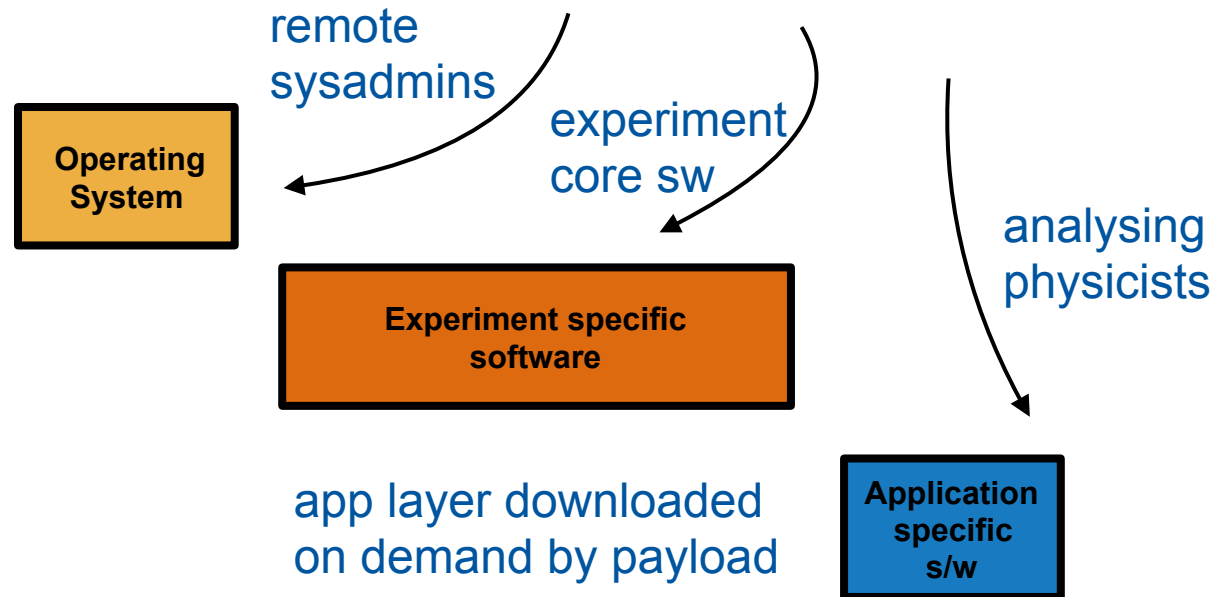 remote
sysadmins
Operating
System
experiment
core sw
analysing
physicists
Experiment specific
software
app layer downloaded
on demand by payload
Application
specific
s/w